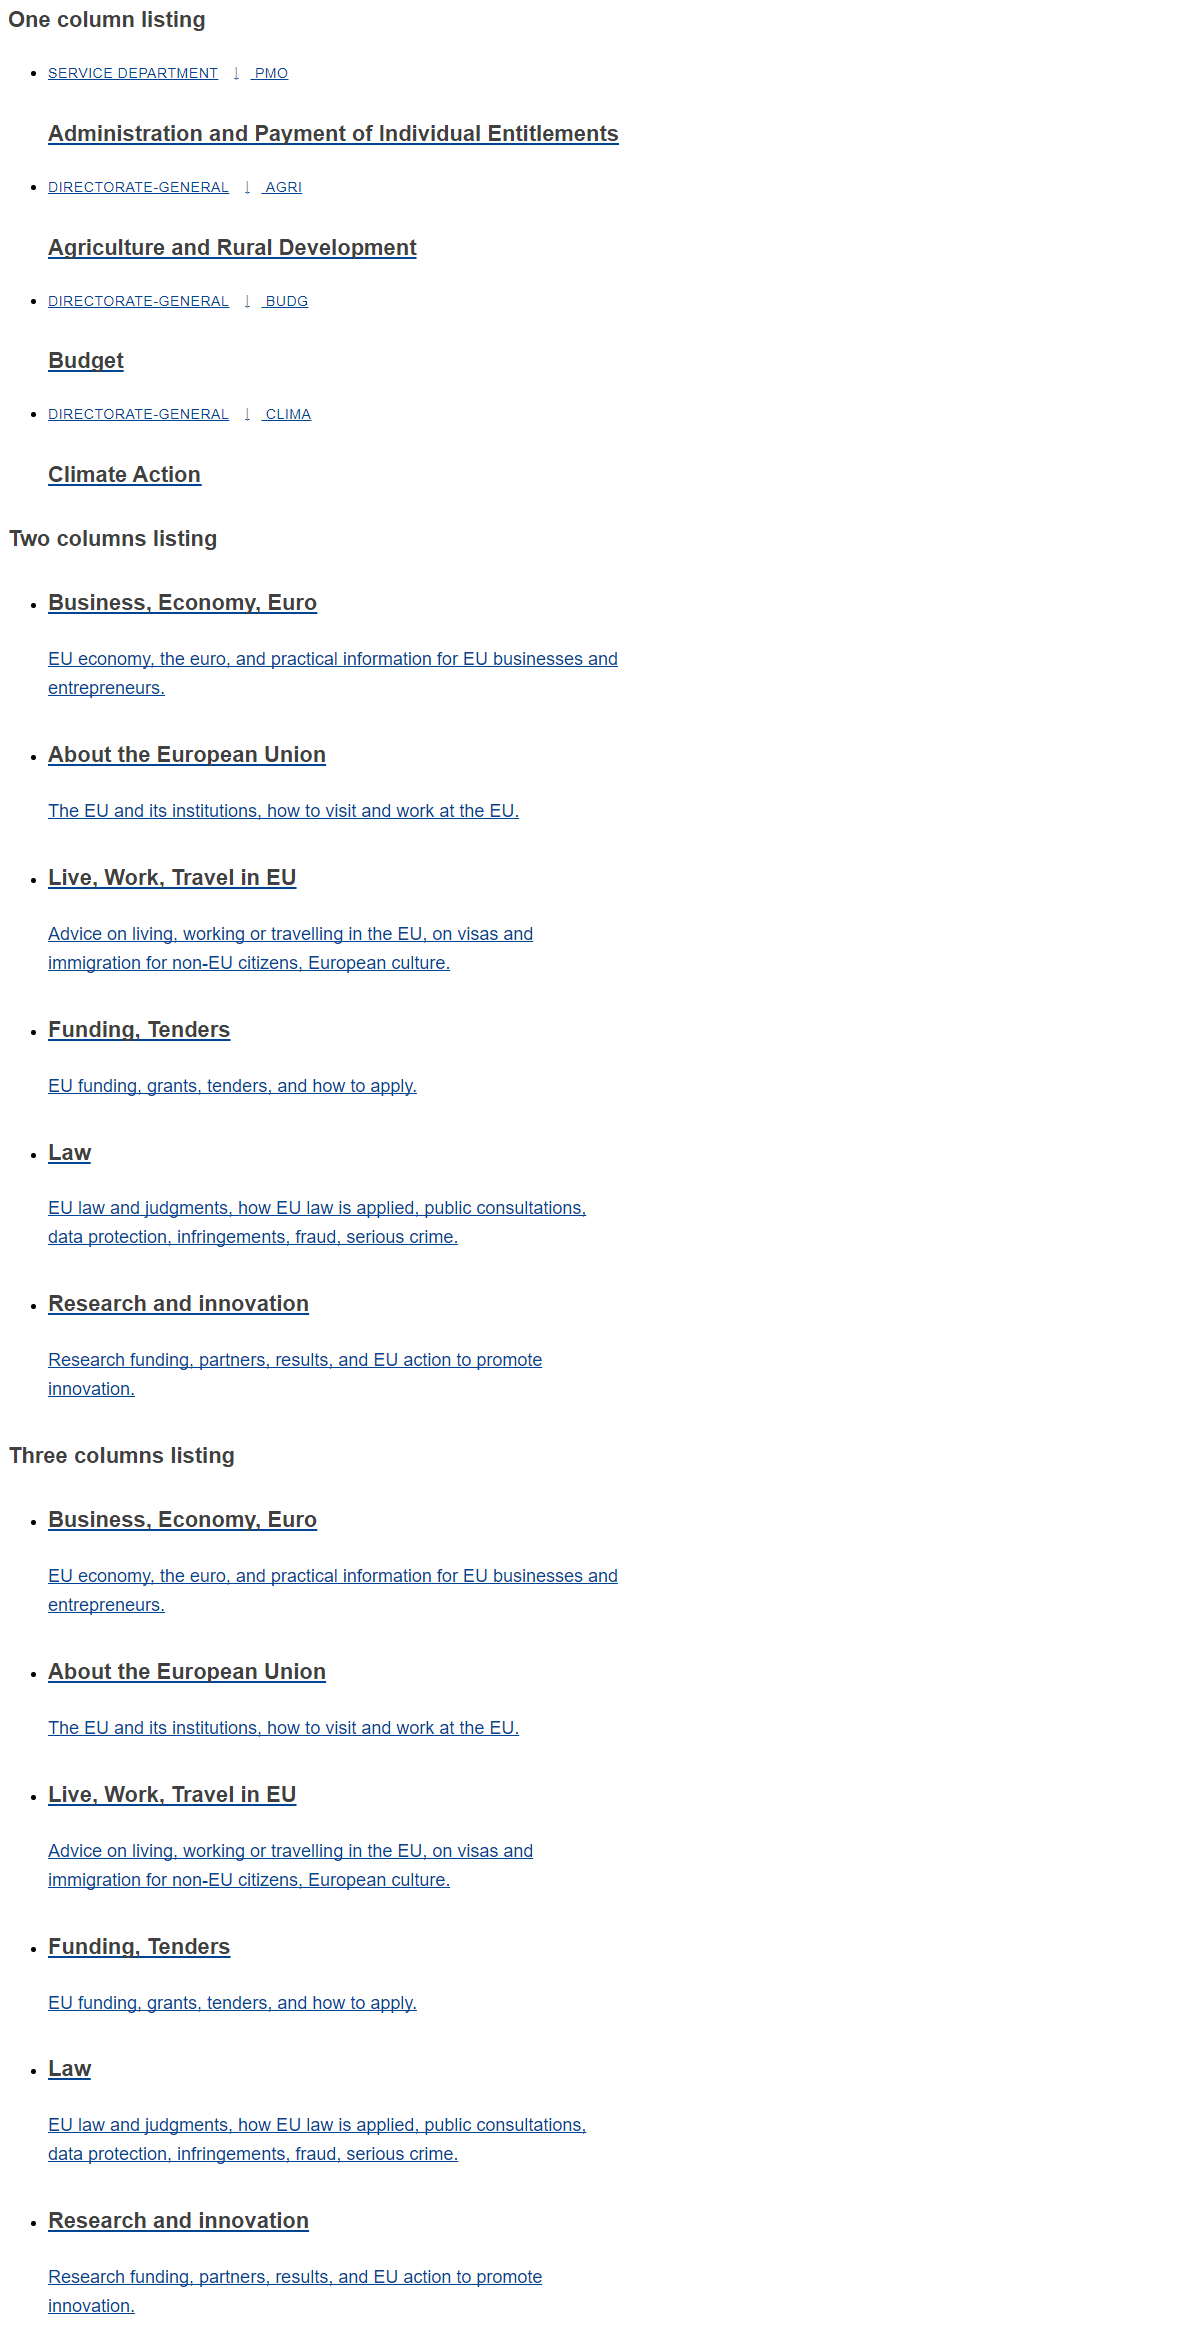 One column listing
SERVICE DEPARTMENT | PMO
Administration and Payment of Individual Entitlements
DIRECTORATE-GENERAL | AGRI
Agriculture and Rural Development
DIRECTORATE-GENERAL | BUDG
Budget
DIRECTORATE-GENERAL | CLIMA
Climate Action
Two columns listing
Business, Economy, Euro
EU economy, the euro, and practical information for EU businesses and
entrepreneurs.
About the European Union
The EU and its institutions, how to visit and work at the EU.
Live, Work, Travel in EU
Advice on living, working or travelling in the EU, on visas and
immigration for non-EU citizens, European culture.
Funding, Tenders
EU funding, grants, tenders, and how to apply.
Law
EU law and judgments, how EU law is applied, public consultations,
data protection, infringements, fraud, serious crime.
Research and innovation
Research funding, partners, results, and EU action to promote
innovation.
Three columns listing
Business, Economy, Euro
EU economy, the euro, and practical information for EU businesses and
entrepreneurs.
About the European Union
The EU and its institutions, how to visit and work at the EU.
Live, Work, Travel in EU
Advice on living, working or travelling in the EU, on visas and
immigration for non-EU citizens, European culture.
Funding, Tenders
EU funding, grants, tenders, and how to apply.
Law
EU law and judgments, how EU law is applied, public consultations,
data protection, infringements, fraud, serious crime.
Research and innovation
Research funding, partners, results, and EU action to promote
innovation.